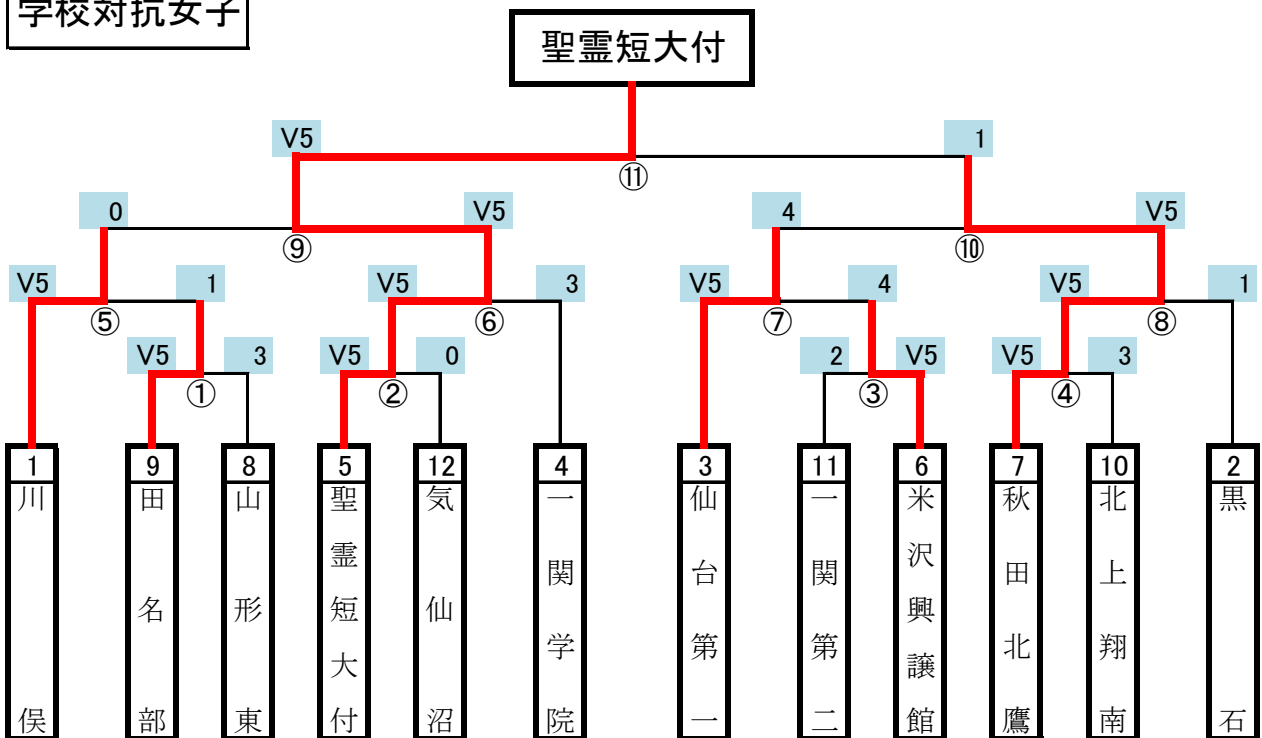 学校対抗女子
聖霊短大付
V5 1
⑪
0 V5 4 V5
⑨ ⑩
V5 1 V5 3 V5 4 V5 1
⑤ ⑥ ⑦ ⑧
V5 3 V5 0 2 V5 V5 3
① ② ③ ④
1 9 8 5 12 4 3 11 6 7 10 2
川俣
田名部
山形東
聖霊短大付
気仙沼
一関学院
仙台第一
一関第二
米沢興譲館
秋田北鷹
北上翔南
黒石